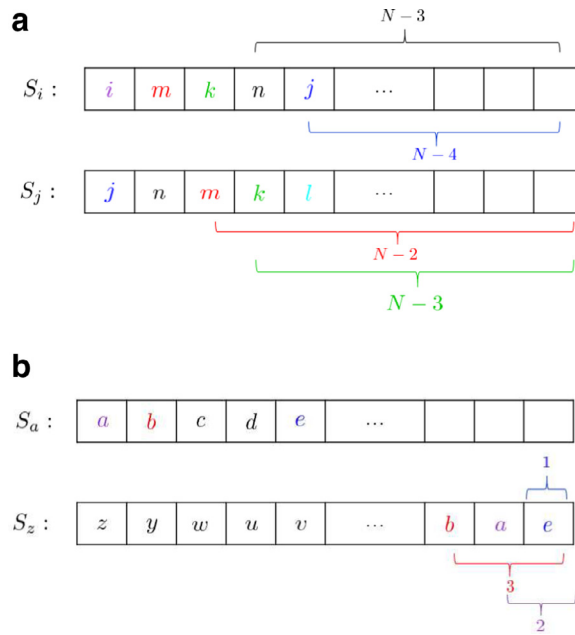 a
N − 3
S_i : i m k n j ...
N − 4
S_j : j n m k l ...
N − 2
N − 3
b
S_a : a b c d e ...
1
S_z : z y w u v ... b a e
3
2